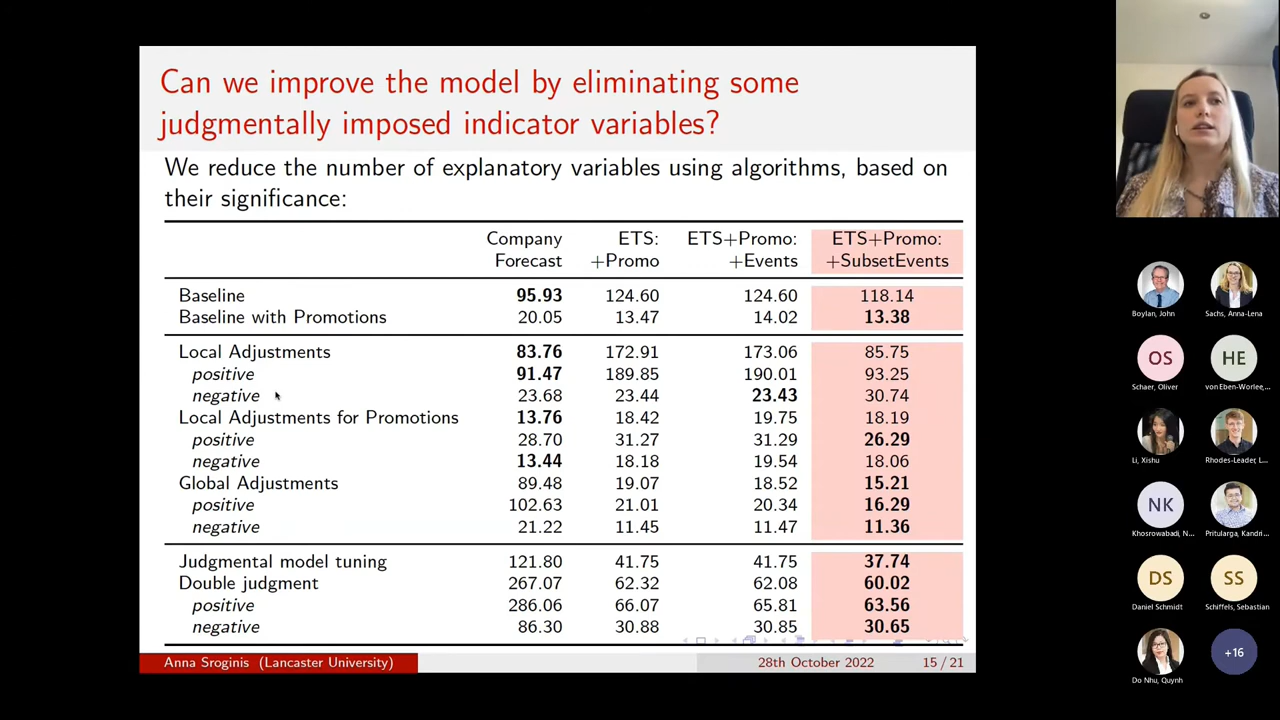 Can we improve the model by eliminating some
judgmentally imposed indicator variables?
We reduce the number of explanatory variables using algorithms, based on
their significance:
Company ETS: ETS+Promo: ETS+Promo:
Forecast +Promo +Events +SubsetEvents
Baseline 95.93 124.60 124.60 118.14
Baseline with Promotions 20.05 13.47 14.02 13.38
Local Adjustments 83.76 172.91 173.06 85.75
positive 91.47 189.85 190.01 93.25
negative 23.68 23.44 23.43 30.74
Local Adjustments for Promotions 13.76 18.42 19.75 18.19
positive 28.70 31.27 31.29 26.29
negative 13.44 18.18 19.54 18.06
Global Adjustments 89.48 19.07 18.52 15.21
positive 102.63 21.01 20.34 16.29
negative 21.22 11.45 11.47 11.36
Judgmental model tuning 121.80 41.75 41.75 37.74
Double judgment 267.07 62.32 62.08 60.02
positive 286.06 66.07 65.81 63.56
negative 86.30 30.88 30.85 30.65
Anna Sroginis (Lancaster University) 28th October 2022 15 / 21
Boylan, John Sachs, Anna-Lena
OS HE
Schaer, Oliver von Eben-Worlee,...
Li, Xishu Rhodes-Leader, L...
NK
Khosrowabadi, N... Pritularga, Kandri...
DS SS
Daniel Schmidt Schiffels, Sebastian
+16
Do Nhu, Quynh